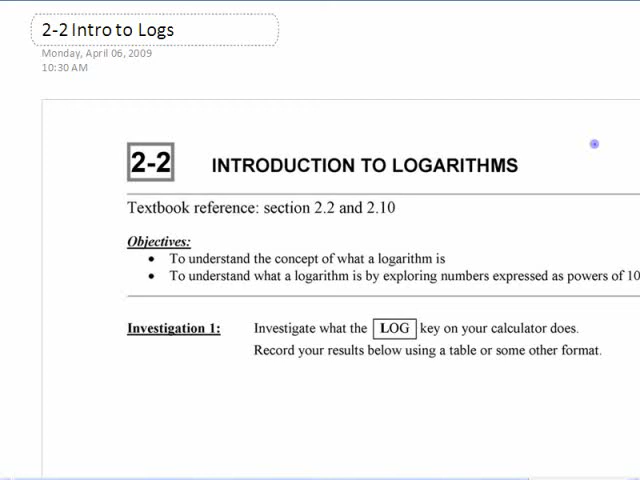 2-2 Intro to Logs
Monday, April 06, 2009
10:30 AM
2-2 INTRODUCTION TO LOGARITHMS
Textbook reference: section 2.2 and 2.10
Objectives:
• To understand the concept of what a logarithm is
• To understand what a logarithm is by exploring numbers expressed as powers of 10
Investigation 1: Investigate what the LOG key on your calculator does.
Record your results below using a table or some other format.